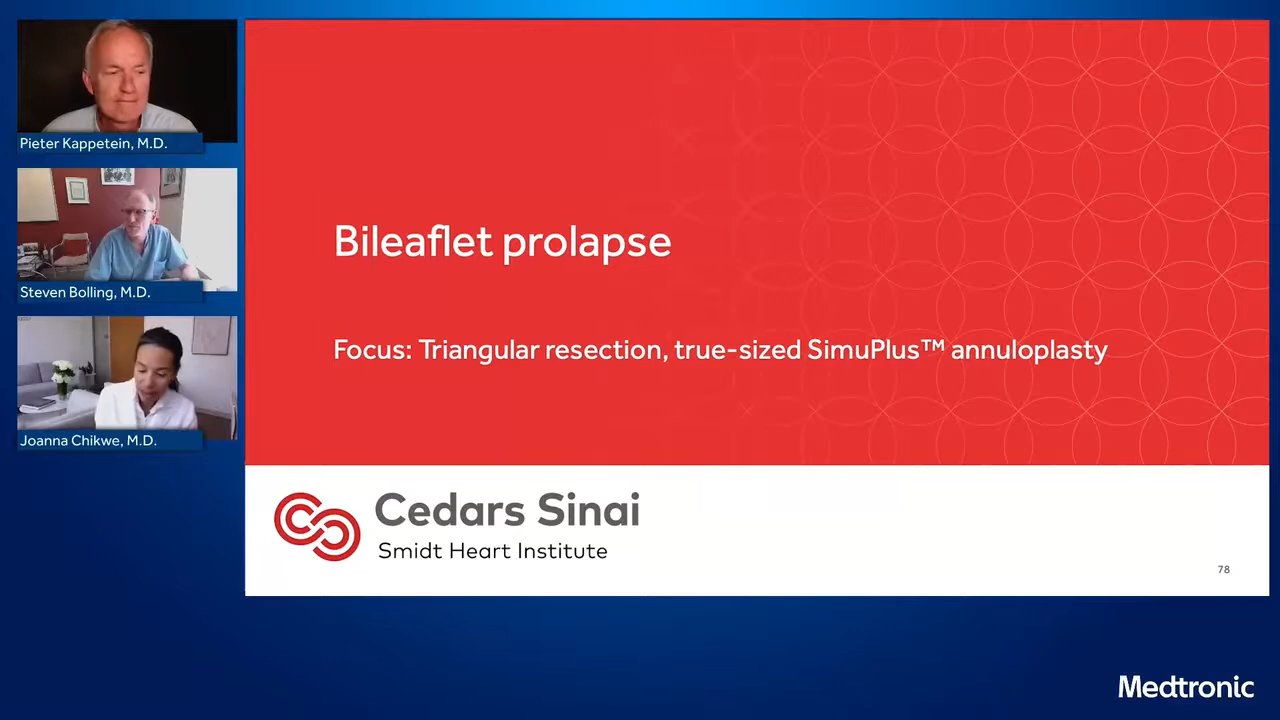 Pieter Kappetein, M.D.
Steven Bolling, M.D.
Joanna Chikwe, M.D.
Bileaflet prolapse
Focus: Triangular resection, true-sized SimuPlus™ annuloplasty
Cedars Sinai
Smidt Heart Institute
78
Medtronic